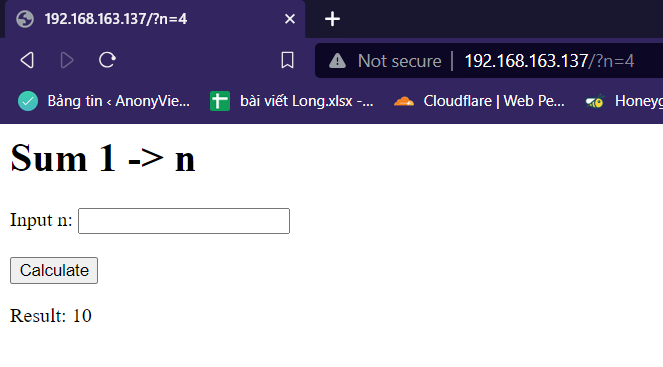 192.168.163.137/?n=4
Not secure | 192.168.163.137/?n=4
Bảng tin ‹ AnonyVie...
bài viết Long.xlsx -...
Cloudflare | Web Pe...
Honeyg
Sum 1 -> n
Input n:
Calculate
Result: 10